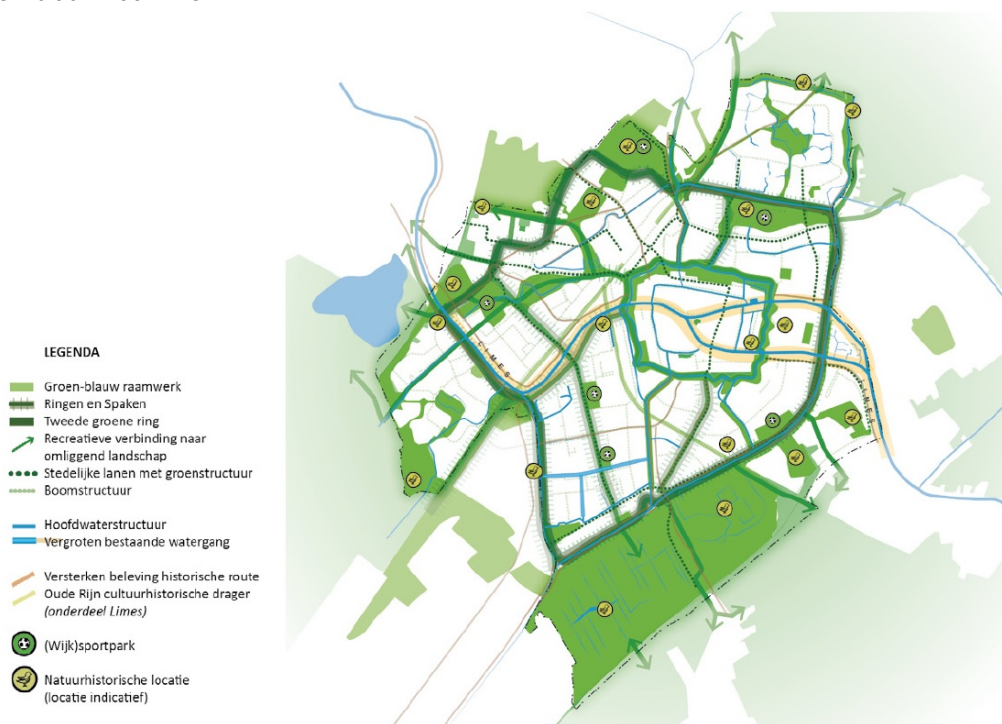 LEGENDA
Groen-blauw raamwerk
Ringen en Spaken
Tweede groene ring
Recreatieve verbinding naar
omliggend landschap
Stedelijke lanen met groenstructuur
Boomstructuur
Hoofdwaterstructuur
Vergroten bestaande watergang
Versterken beleving historische route
Oude Rijn cultuurhistorische drager
(onderdeel Limes)
(Wijk)sportpark
Natuurhistorische locatie
(locatie indicatief)
LIMES